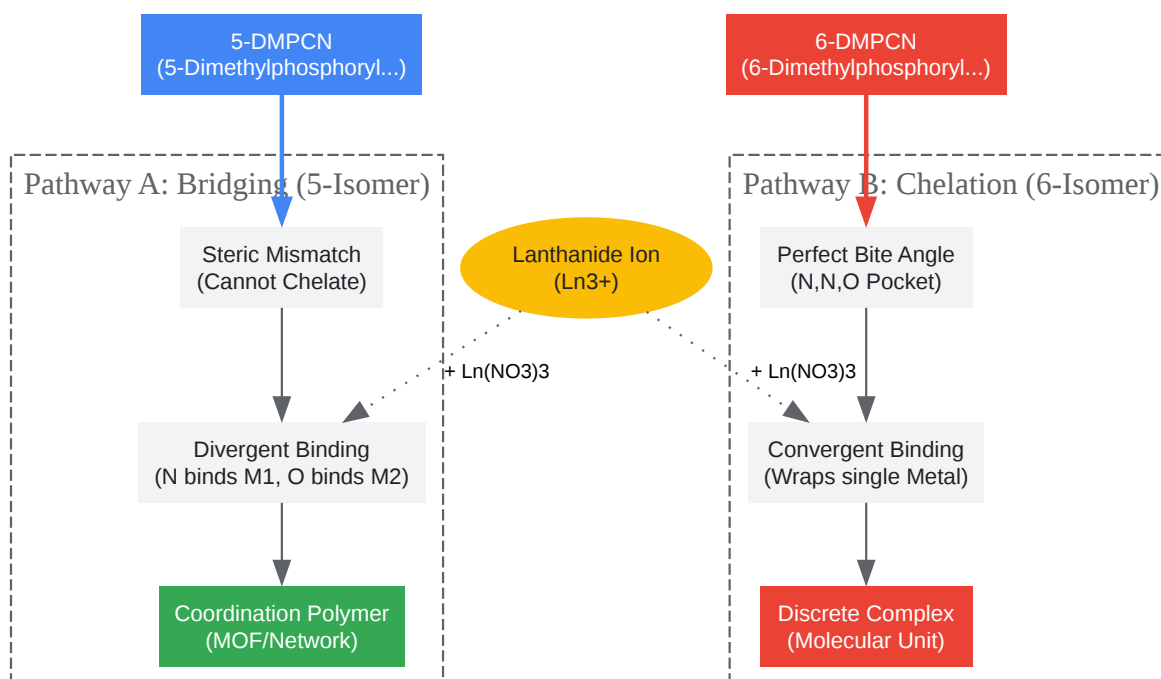 5-DMPCN
(5-Dimethylphosphoryl...)
6-DMPCN
(6-Dimethylphosphoryl...)
Pathway A: Bridging (5-Isomer)
Pathway B: Chelation (6-Isomer)
Steric Mismatch
(Cannot Chelate)
Lanthanide Ion
(Ln3+)
Perfect Bite Angle
(N,N,O Pocket)
+ Ln(NO3)3
+ Ln(NO3)3
Divergent Binding
(N binds M1, O binds M2)
Convergent Binding
(Wraps single Metal)
Coordination Polymer
(MOF/Network)
Discrete Complex
(Molecular Unit)